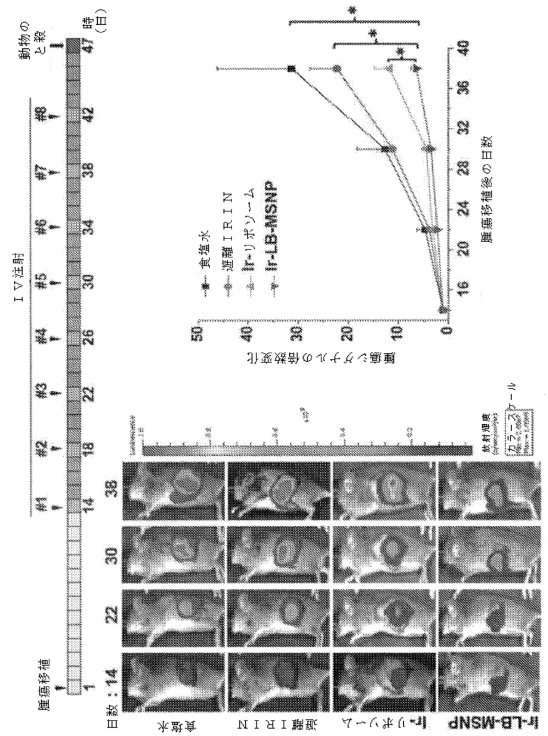 腫瘍移植
IV注射
動物の
と殺
#1 #2 #3 #4 #5 #6 #7 #8
1 14 18 22 26 30 34 38 42 47
時
(日)
日数：14 22 30 38
食塩水
遊離IRIN
Ir-
リポソーム
Ir-LB-MSNP
Luminescence
放射輝度
カラースケール
腫瘍シグナルの倍数変化
50
40
30
20
10
0
食塩水
遊離IRIN
Ir-リポソーム
Ir-LB-MSNP
*
*
*
16 22 24 28 30 32 36 38 40
腫瘍移植後の日数